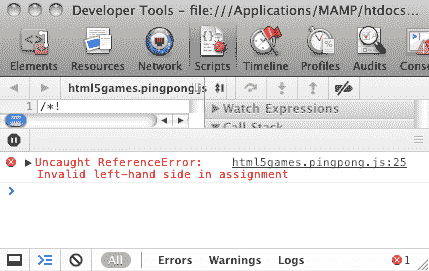 Developer Tools - file:///Applications/MAMP/htdocs...
Elements Resources Network Scripts Timeline Profiles Audits Conso
html5games.pingpong.js
1 /*!
Watch Expressions
Call Stack
Uncaught ReferenceError: html5games.pingpong.js:25
Invalid left-hand side in assignment
All Errors Warnings Logs 1